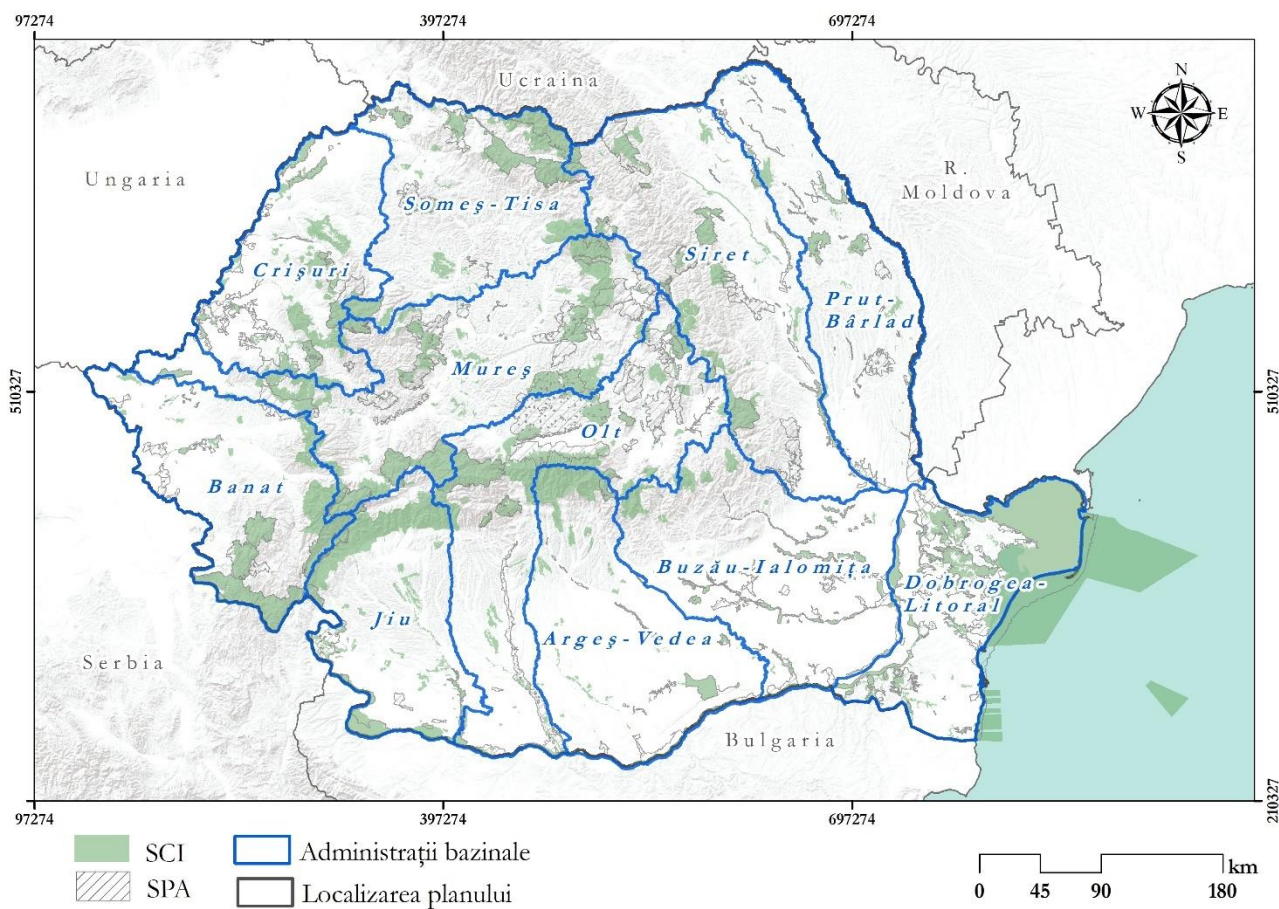 97274 397274 697274
Ucraina
N
W E
S
Ungaria
R.
Moldova
Someş-Tisa
Siret
Crişuri
Prut-
Bârlad
Mureş
510327 510327
Olt
Banat
Buzău-Ialomița
Dobrogea-
Litoral
Jiu
Argeş-Vedea
Serbia
Bulgaria
210327
97274 397274 697274
SCI Administrații bazinale
SPA Localizarea planului
km
0 45 90 180